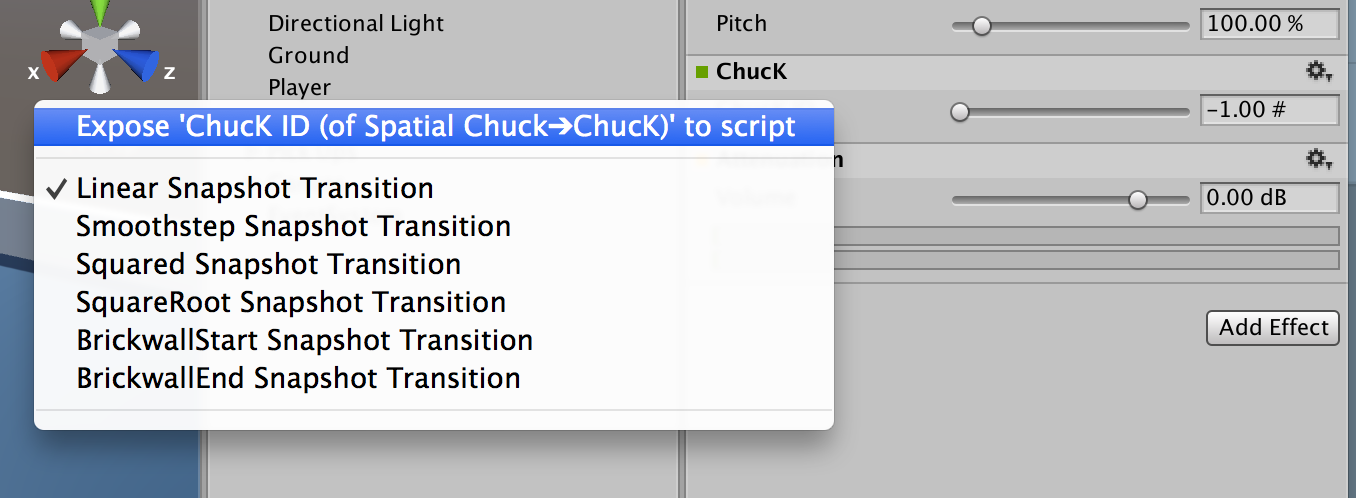 Directional Light
Ground
Player
x
z
Pitch
100.00 %
ChucK
-1.00 #
n
Volume
0.00 dB
Add Effect
Expose 'ChucK ID (of Spatial Chuck➔ChucK)' to script
✓ Linear Snapshot Transition
Smoothstep Snapshot Transition
Squared Snapshot Transition
SquareRoot Snapshot Transition
BrickwallStart Snapshot Transition
BrickwallEnd Snapshot Transition